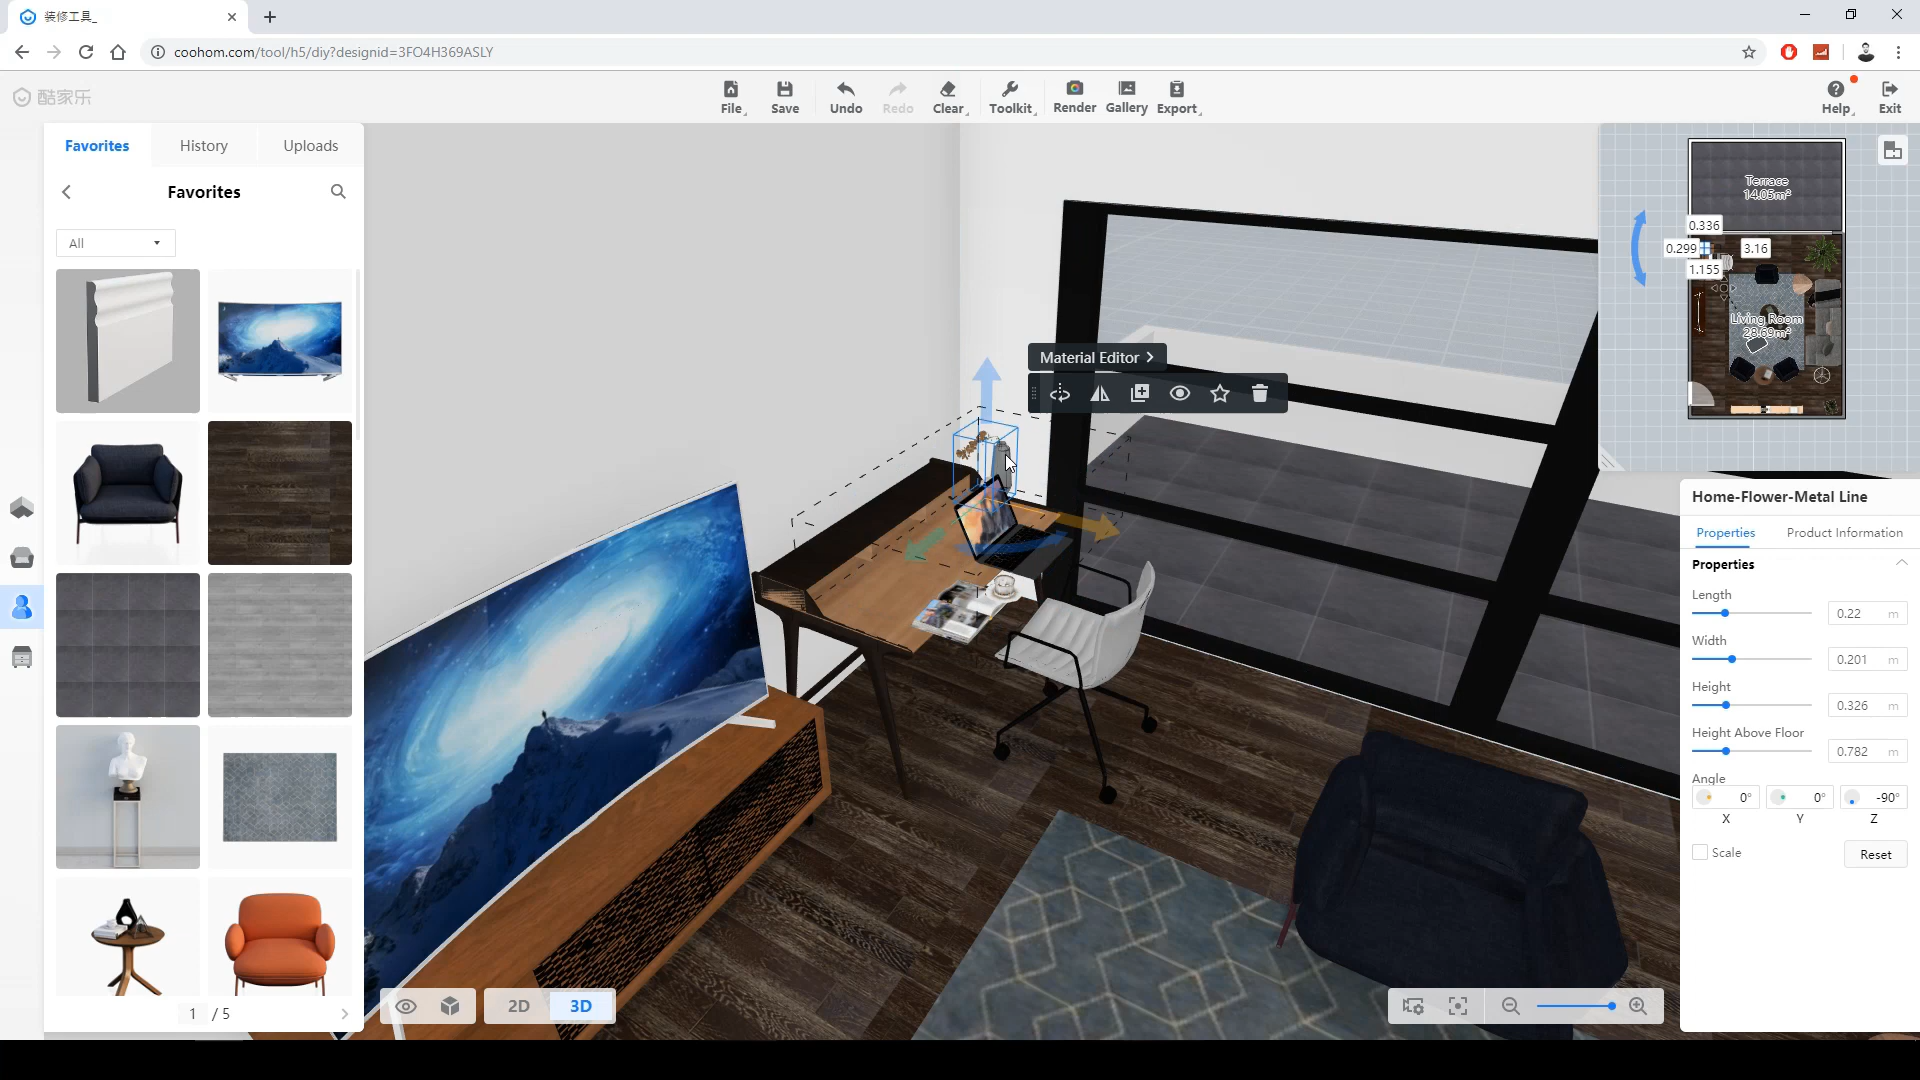 装修工具_
coohom.com/tool/h5/diy?designid=3FO4H369ASLY
酷家乐
File
Save
Undo
Redo
Clear
Toolkit
Render
Gallery
Export
Help
Exit
Favorites
History
Uploads
Favorites
All
1 / 5
Material Editor
2D
3D
Terrace
14.05m²
0.336
0.299
3.16
1.155
Living Room
28.69m²
Home-Flower-Metal Line
Properties
Product Information
Properties
Length
0.22 m
Width
0.201 m
Height
0.326 m
Height Above Floor
0.782 m
Angle
0° 0° -90°
X Y Z
Scale
Reset